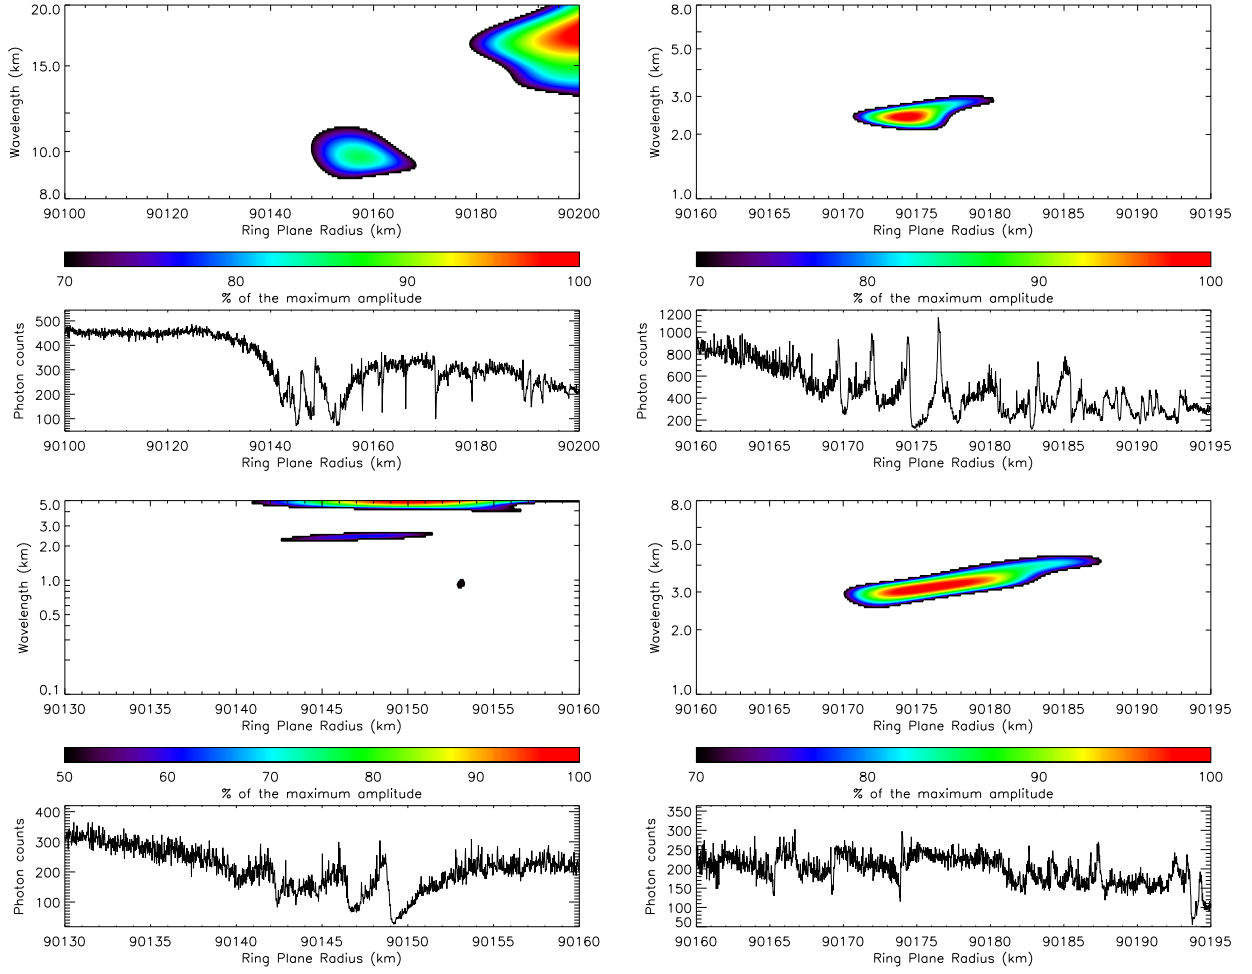 20.0
15.0
10.0
8.0
Wavelength (km)
90100 90120 90140 90160 90180 90200
Ring Plane Radius (km)
70 80 90 100
% of the maximum amplitude
500
400
300
200
100
Photon counts
90100 90120 90140 90160 90180 90200
Ring Plane Radius (km)
8.0
5.0
3.0
2.0
1.0
Wavelength (km)
90160 90165 90170 90175 90180 90185 90190 90195
Ring Plane Radius (km)
70 80 90 100
% of the maximum amplitude
1200
1000
800
600
400
200
Photon counts
90160 90165 90170 90175 90180 90185 90190 90195
Ring Plane Radius (km)
5.0
3.0
2.0
1.0
0.5
0.1
Wavelength (km)
90130 90135 90140 90145 90150 90155 90160
Ring Plane Radius (km)
50 60 70 80 90 100
% of the maximum amplitude
400
300
200
100
Photon counts
90130 90135 90140 90145 90150 90155 90160
Ring Plane Radius (km)
8.0
5.0
3.0
2.0
1.0
Wavelength (km)
90160 90165 90170 90175 90180 90185 90190 90195
Ring Plane Radius (km)
70 80 90 100
% of the maximum amplitude
350
300
250
200
150
100
50
Photon counts
90160 90165 90170 90175 90180 90185 90190 90195
Ring Plane Radius (km)